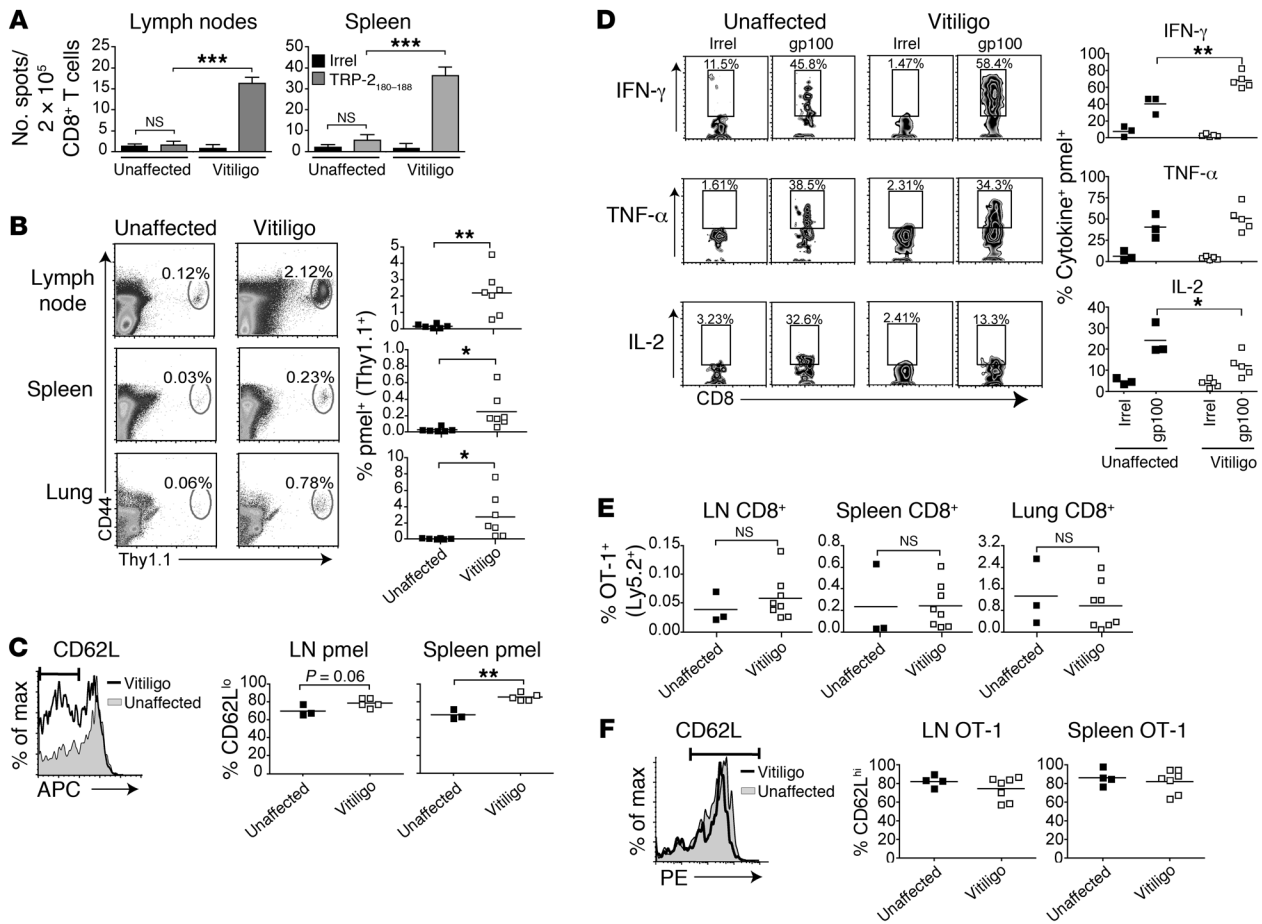 A
Lymph nodes
Spleen
No. spots/
2 × 10⁵
CD8⁺ T cells
25
20
15
10
5
0
***
NS
Unaffected
Vitiligo
50
40
30
20
10
0
***
Irrel
TRP-2₁₈₀₋₁₈₈
NS
Unaffected
Vitiligo
B
Unaffected
Vitiligo
Lymph
node
0.12%
2.12%
Spleen
0.03%
0.23%
Lung
0.06%
0.78%
CD44
Thy1.1
% pmel⁺ (Thy1.1⁺)
5
4
3
2
1
0
**
1.0
0.8
0.6
0.4
0.2
0.0
*
10
8
6
4
2
0
*
Unaffected
Vitiligo
C
CD62L
% of max
Vitiligo
Unaffected
APC
LN pmel
Spleen pmel
% CD62Lˡᵒ
100
80
60
40
20
0
P = 0.06
**
Unaffected
Vitiligo
Unaffected
Vitiligo
D
Unaffected
Vitiligo
Irrel
gp100
Irrel
gp100
IFN-γ
11.5%
45.8%
1.47%
58.4%
TNF-α
1.61%
38.5%
2.31%
34.3%
IL-2
3.23%
32.6%
2.41%
13.3%
CD8
% Cytokine⁺ pmel⁺
IFN-γ
100
80
60
40
20
0
**
TNF-α
100
75
50
25
0
IL-2
40
30
20
10
0
*
Irrel
gp100
Irrel
gp100
Unaffected
Vitiligo
E
LN CD8⁺
Spleen CD8⁺
Lung CD8⁺
% OT-1⁺
(Ly5.2⁺)
0.15
0.10
0.05
0.00
NS
0.8
0.6
0.4
0.2
0.0
NS
3.2
2.4
1.6
0.8
0.0
NS
Unaffected
Vitiligo
Unaffected
Vitiligo
Unaffected
Vitiligo
F
CD62L
% of max
Vitiligo
Unaffected
PE
LN OT-1
Spleen OT-1
% CD62Lʰⁱ
100
80
60
40
20
0
100
80
60
40
20
0
Unaffected
Vitiligo
Unaffected
Vitiligo